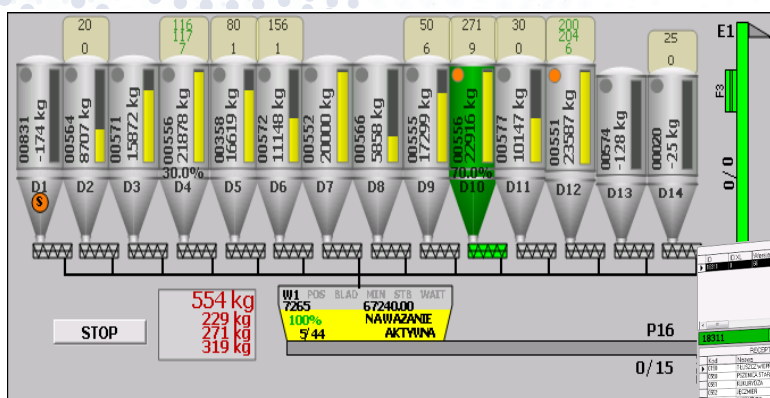 20
116
80
156
50
271
30
200
25
E1
117
204
0
7
1
1
6
9
0
6
0
F3
00831
-174 kg
00564
8707 kg
00571
15872 kg
00556
21878 kg
00358
16619 kg
00572
11148 kg
00552
20000 kg
00566
5858 kg
00555
17299 kg
00556
22916 kg
00577
10147 kg
00551
23587 kg
00574
-128 kg
00020
-25 kg
30.0%
70.0%
0/0
D1
D2
D3
D4
D5
D6
D7
D8
D9
D10
D11
D12
D13
D14
S
554 kg
229 kg
271 kg
319 kg
STOP
W1 POS BLAD MIN STB WAIT
7265 67240.00
100% NAWAZANIE
5/44 AKTYWNA
P16
0/15
18311
RECEPT
Kod Nazwa